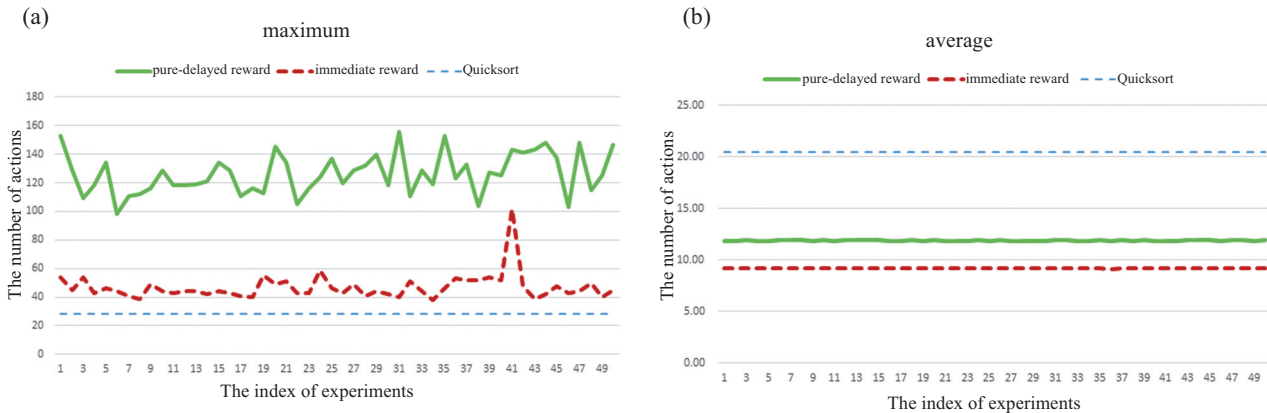 (a)
maximum
pure-delayed reward immediate reward Quicksort
The number of actions
180
160
140
120
100
80
60
40
20
0
1 3 5 7 9 11 13 15 17 19 21 23 25 27 29 31 33 35 37 39 41 43 45 47 49
The index of experiments
(b)
average
pure-delayed reward immediate reward Quicksort
The number of actions
25.00
20.00
15.00
10.00
5.00
0.00
1 3 5 7 9 11 13 15 17 19 21 23 25 27 29 31 33 35 37 39 41 43 45 47 49
The index of experiments